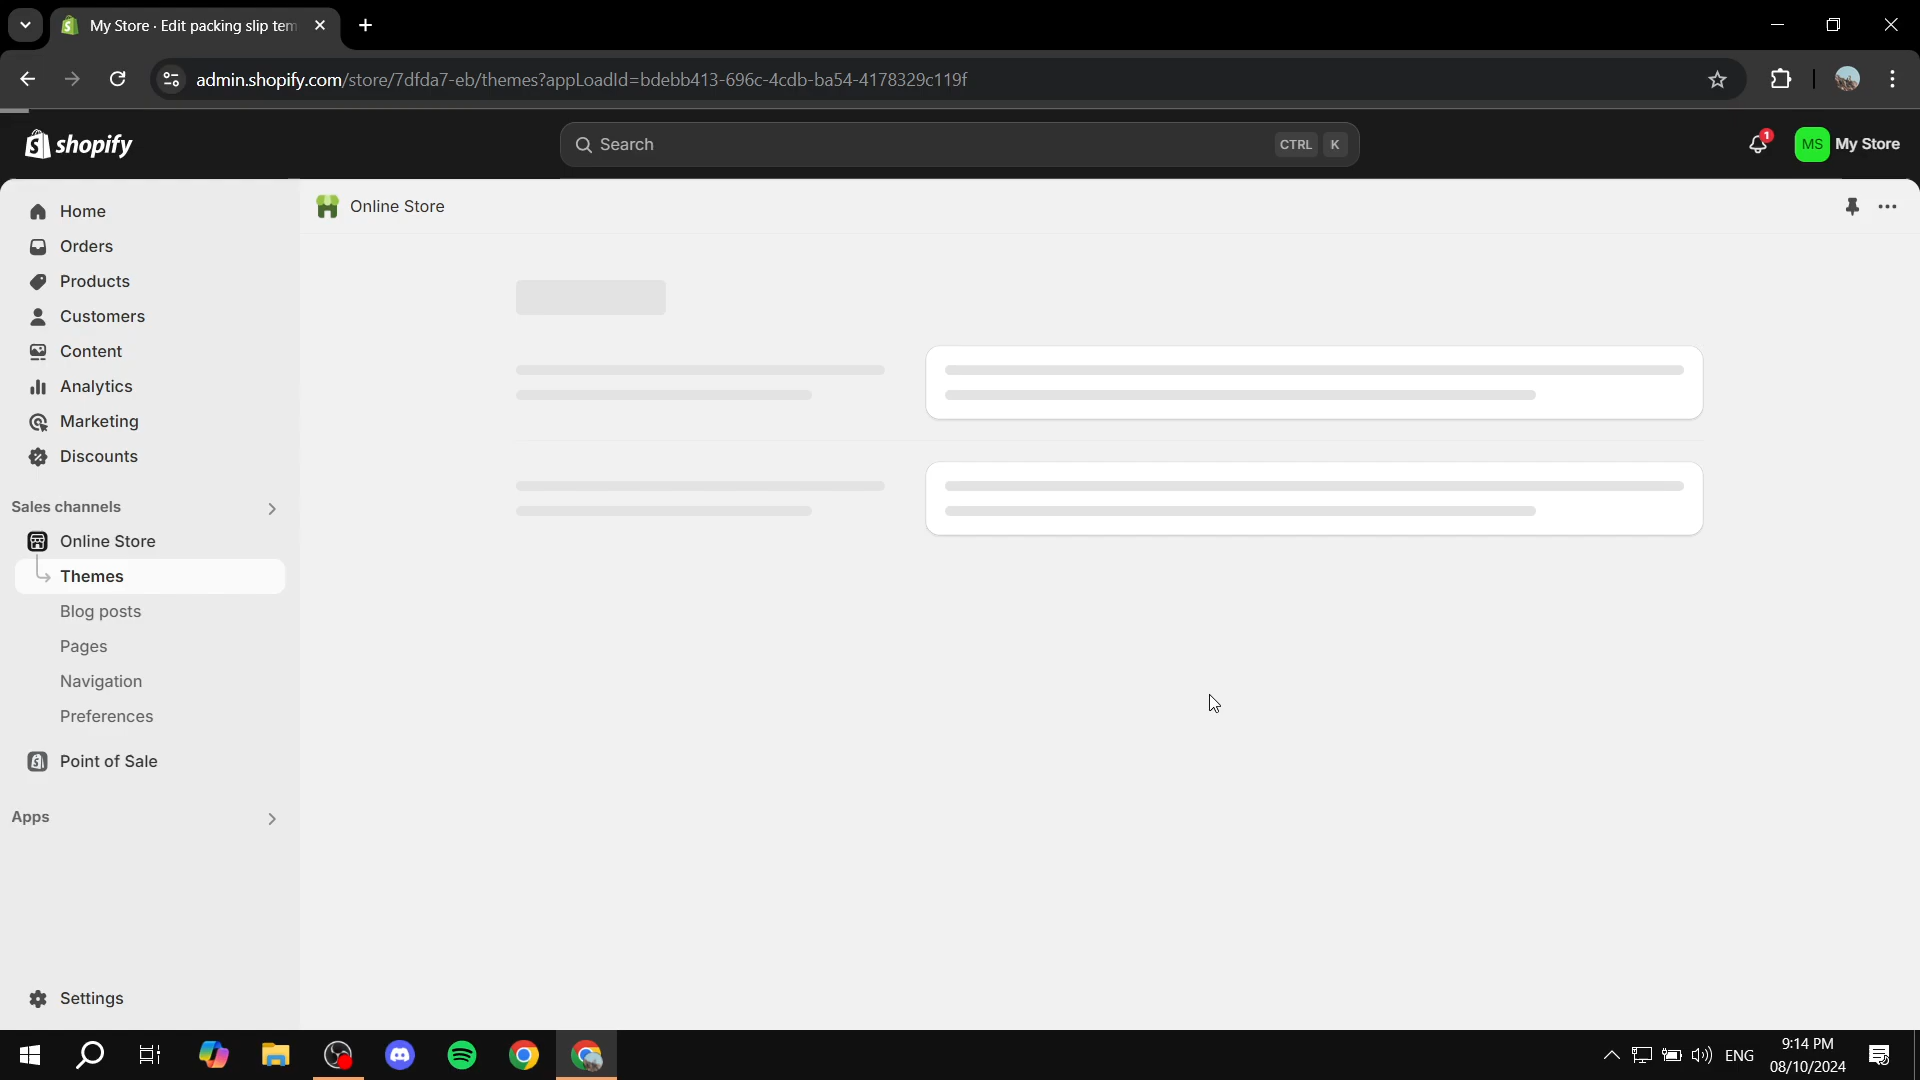 My Store · Edit packing slip tem
admin.shopify.com/store/7dfda7-eb/themes?appLoadId=bdebb413-696c-4cdb-ba54-4178329c119f
shopify
Search
CTRL K
1
MS My Store
Home
Orders
Products
Customers
Content
Analytics
Marketing
Discounts
Sales channels
Online Store
Themes
Blog posts
Pages
Navigation
Preferences
Point of Sale
Apps
Settings
Online Store
ENG
9:14 PM
08/10/2024